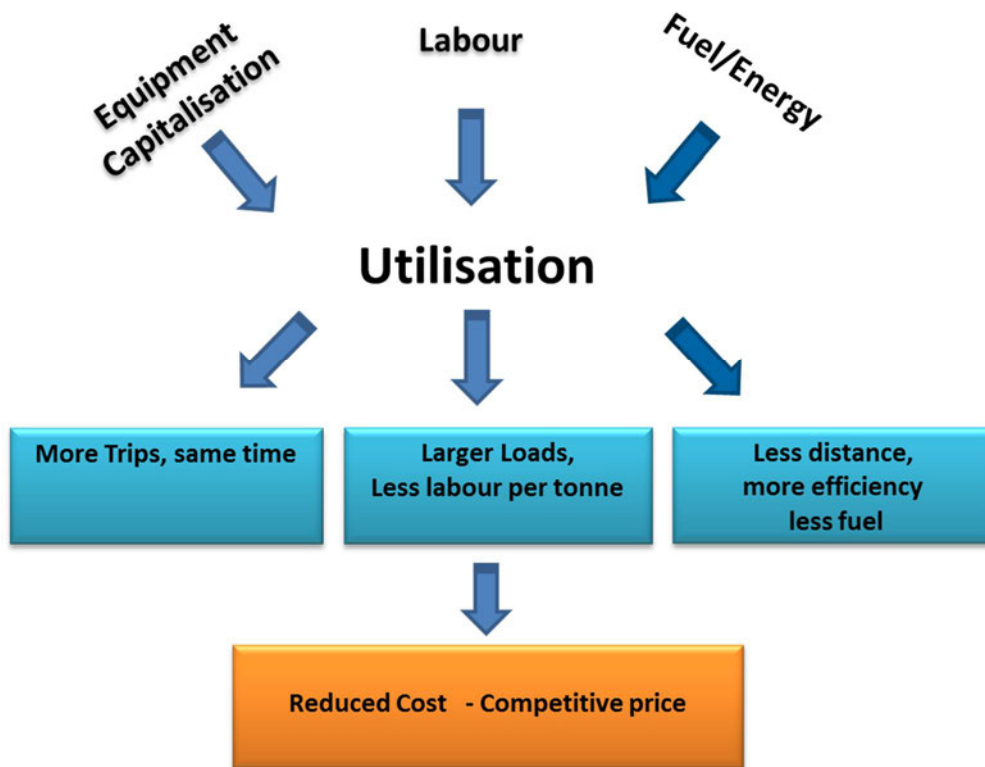 Equipment
Capitalisation
Labour
Fuel/Energy
Utilisation
More Trips, same time
Larger Loads,
Less labour per tonne
Less distance,
more efficiency
less fuel
Reduced Cost - Competitive price